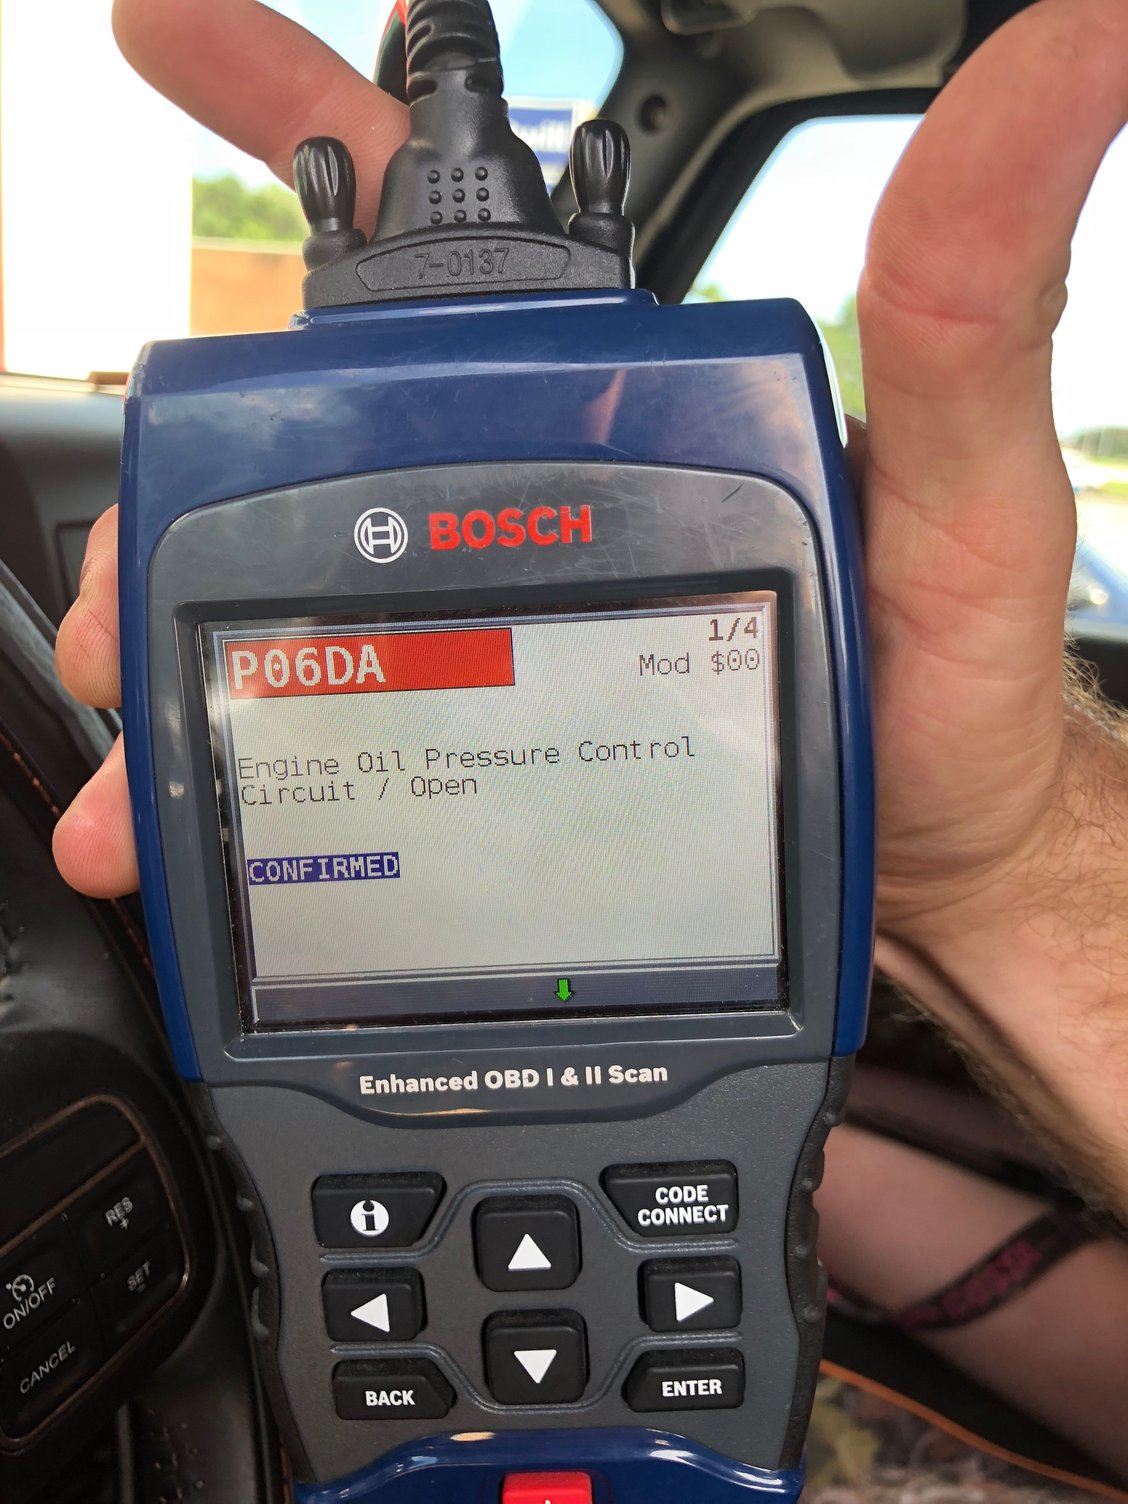 7-0137
BOSCH
1/4
P06DA
Mod $00
Engine Oil Pressure Control
Circuit / Open
CONFIRMED
Enhanced OBD I & II Scan
CODE
CONNECT
BACK
ENTER
RES
+
ON/OFF
SET
-
CANCEL